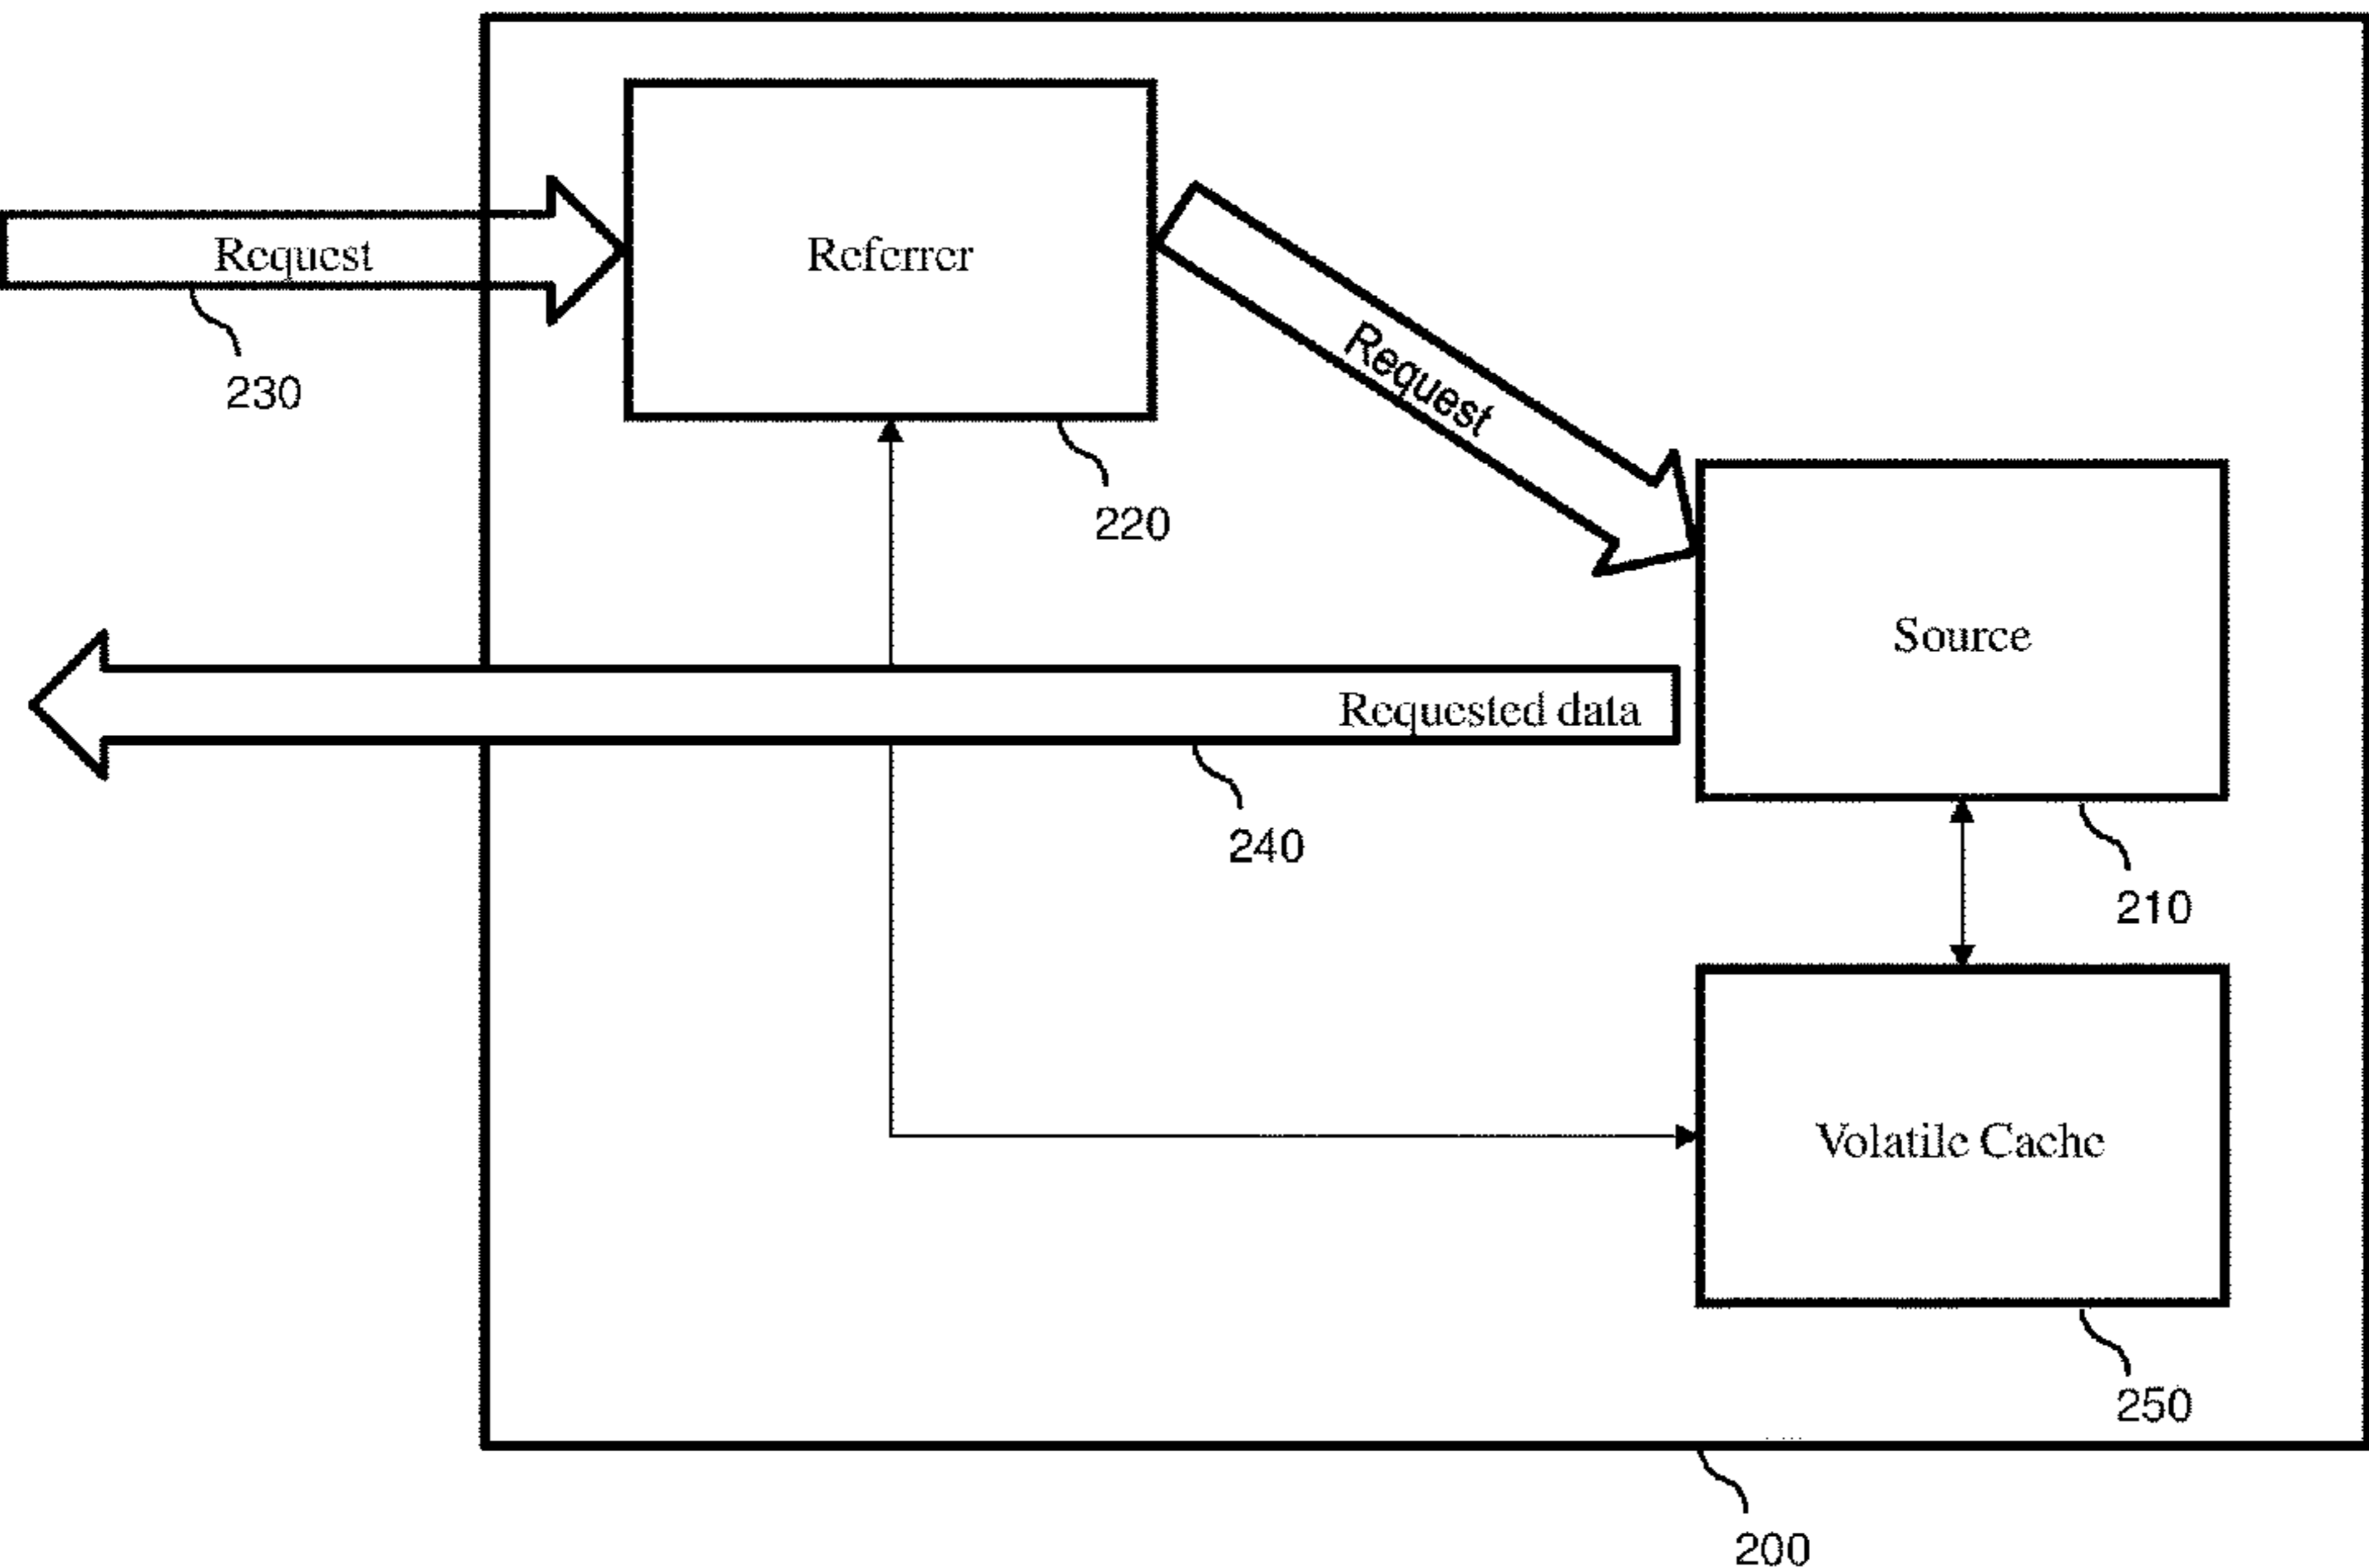 Request
Referrer
230
Request
220
Source
Requested data
240
210
Volatile Cache
250
200